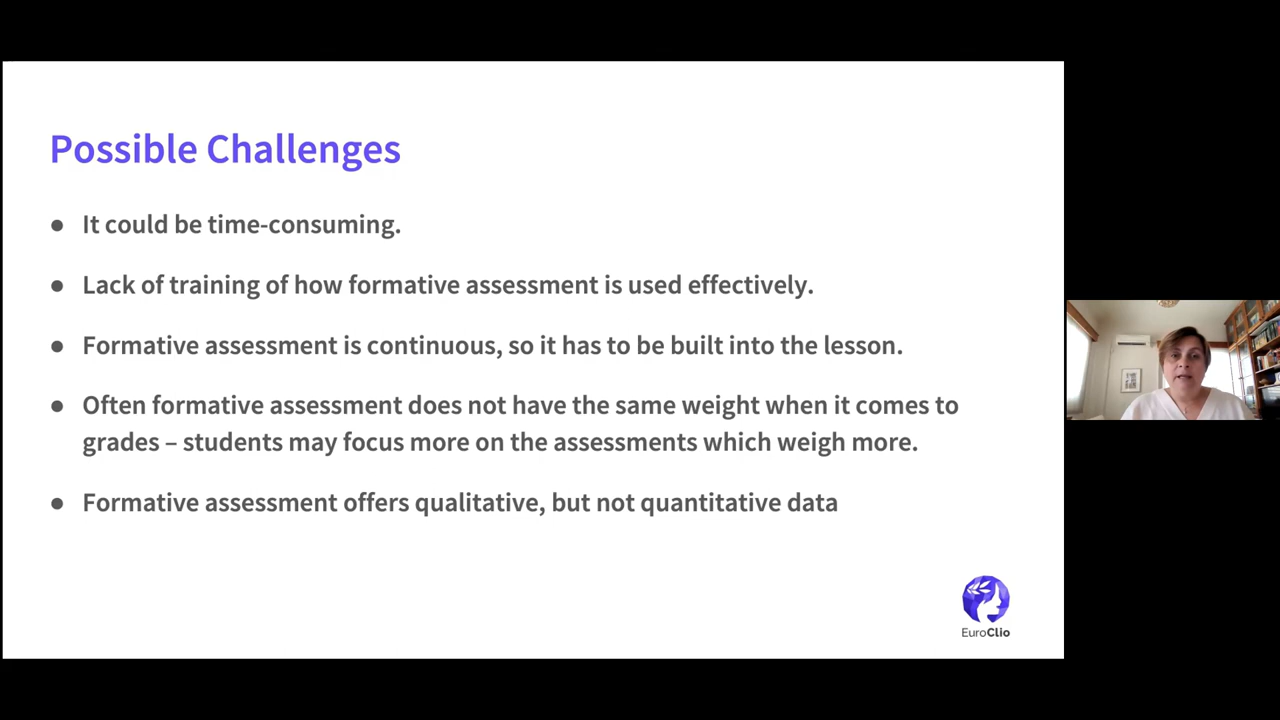 Possible Challenges
● It could be time-consuming.
● Lack of training of how formative assessment is used effectively.
● Formative assessment is continuous, so it has to be built into the lesson.
● Often formative assessment does not have the same weight when it comes to
grades – students may focus more on the assessments which weigh more.
● Formative assessment offers qualitative, but not quantitative data
EuroClio